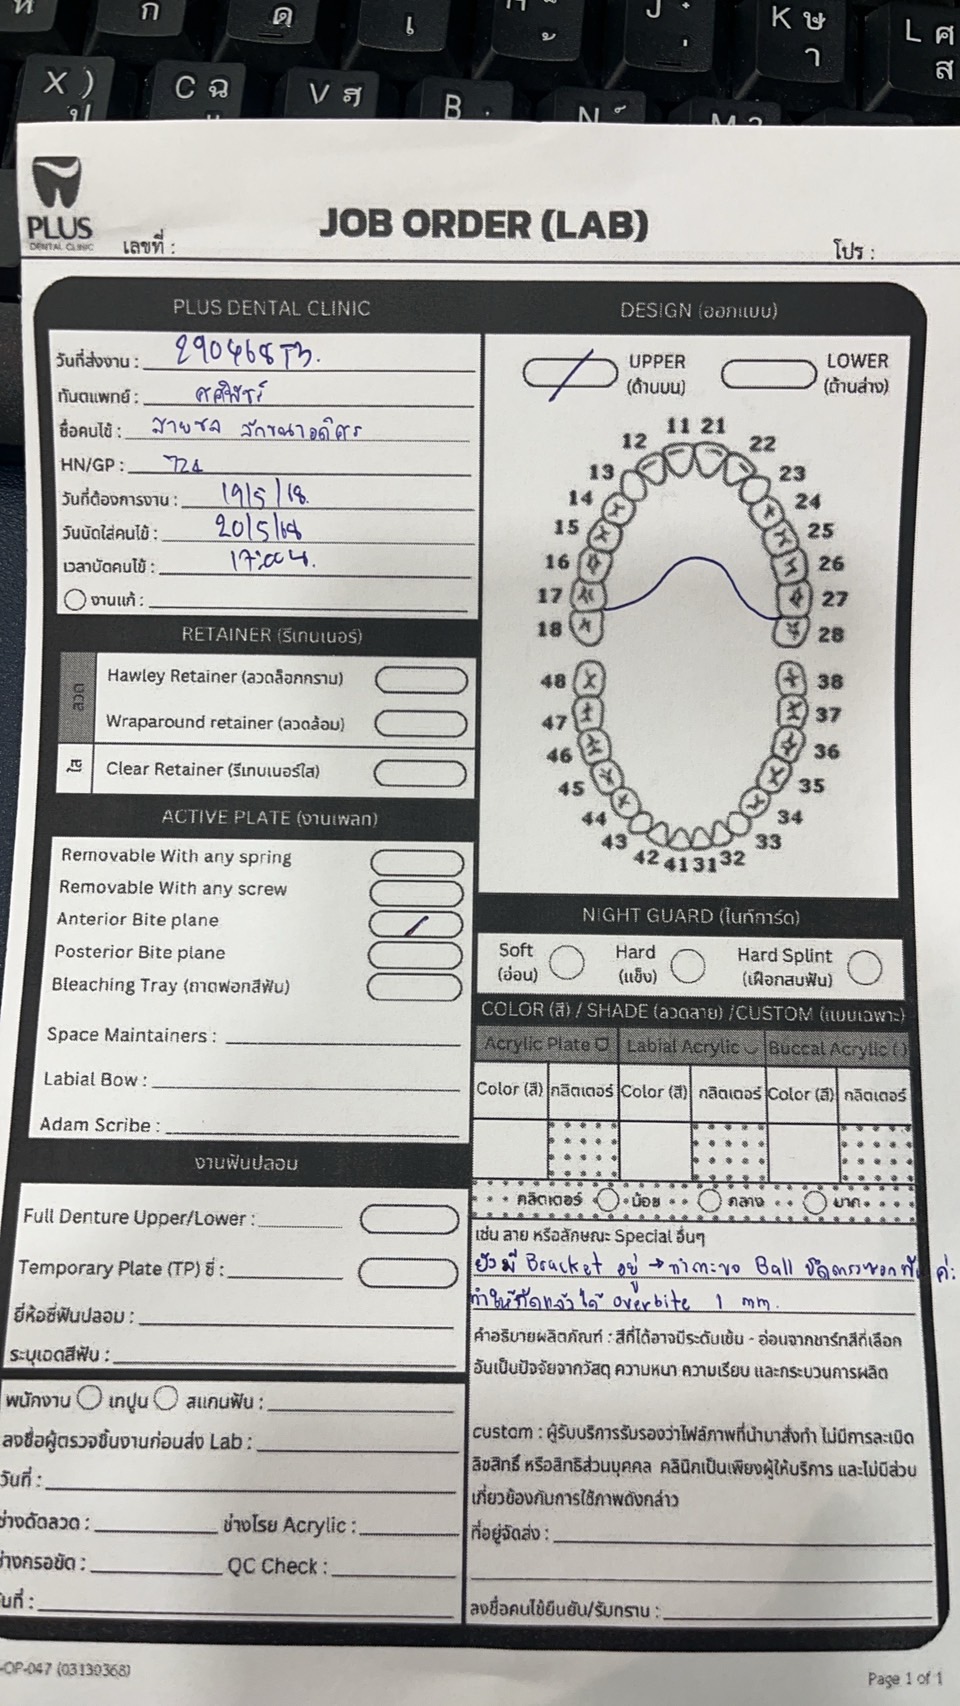 PLUS
DENTAL CLINIC
JOB ORDER (LAB)
เลขที่ :
โปร :
PLUS DENTAL CLINIC
วันที่ส่งงาน : 290468
ทันตแพทย์ :
ชื่อคนไข้ : สายชล
HN/GP : 724
วันที่ต้องการงาน : 19/5/68
วันนัดใส่คนไข้ : 20/5/68
เวลานัดคนไข้ : 17:00 น.
งานแก้ :
RETAINER (รีเทนเนอร์)
ลวด
Hawley Retainer (ลวดล็อกกราม)
Wraparound retainer (ลวดล้อม)
ใส
Clear Retainer (รีเทนเนอร์ใส)
ACTIVE PLATE (งานเพลท)
Removable With any spring
Removable With any screw
Anterior Bite plane
Posterior Bite plane
Bleaching Tray (ถาดฟอกสีฟัน)
Space Maintainers :
Labial Bow :
Adam Scribe :
งานฟันปลอม
Full Denture Upper/Lower :
Temporary Plate (TP) ซี่ :
ยี่ห้อซี่ฟันปลอม :
ระบุเฉดสีฟัน :
พนักงาน เทปูน สแกนฟัน :
ลงชื่อผู้ตรวจชิ้นงานก่อนส่ง Lab :
วันที่ :
ช่างดัดลวด : ช่างโรย Acrylic :
ช่างกรอขัด : QC Check :
วันที่ :
DESIGN (ออกแบบ)
UPPER
(ด้านบน)
LOWER
(ด้านล่าง)
11 21
12 22
13 23
14 24
15 25
16 26
17 27
18 28
48 38
47 37
46 36
45 35
44 34
43 33
42 41 31 32
NIGHT GUARD (ไนท์การ์ด)
Soft
(อ่อน)
Hard
(แข็ง)
Hard Splint
(เฝือกสบฟัน)
COLOR (สี) / SHADE (ลวดลาย) /CUSTOM (แบบเฉพาะ)
Acrylic Plate Labial Acrylic Buccal Acrylic ( )
Color (สี) กลิตเตอร์ Color (สี) กลิตเตอร์ Color (สี) กลิตเตอร์
กลิตเตอร์ น้อย กลาง มาก
เช่น ลาย หรือลักษณะ Special อื่นๆ
ยังมี Bracket อยู่ → ทำตะขอ Ball ค่ะ
ทำให้กัดแล้วได้ overbite 1 mm.
คำอธิบายผลิตภัณฑ์ : สีที่ได้อาจมีระดับเข้ม - อ่อนจากชาร์ทสีที่เลือก
อันเป็นปัจจัยจากวัสดุ ความหนา ความเรียบ และกระบวนการผลิต
custom : ผู้รับบริการรับรองว่าไฟล์ภาพที่นำมาสั่งทำ ไม่มีการละเมิด
ลิขสิทธิ์ หรือสิทธิส่วนบุคคล คลินิกเป็นเพียงผู้ให้บริการ และไม่มีส่วน
เกี่ยวข้องกับการใช้ภาพดังกล่าว
ที่อยู่จัดส่ง :
ลงชื่อคนไข้ยืนยัน/รับทราบ :
-OP-047 (03130368)
Page 1 of 1